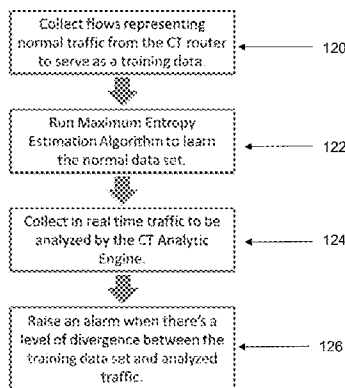 Collect flows representing
normal traffic from the CT router
to serve as a training data.
120
Run Maximum Entropy
Estimation Algorithm to learn
the normal data set.
122
Collect in real time traffic to be
analyzed by the CT Analytic
Engine.
124
Raise an alarm when there's a
level of divergence between the
training data set and analyzed
traffic.
126